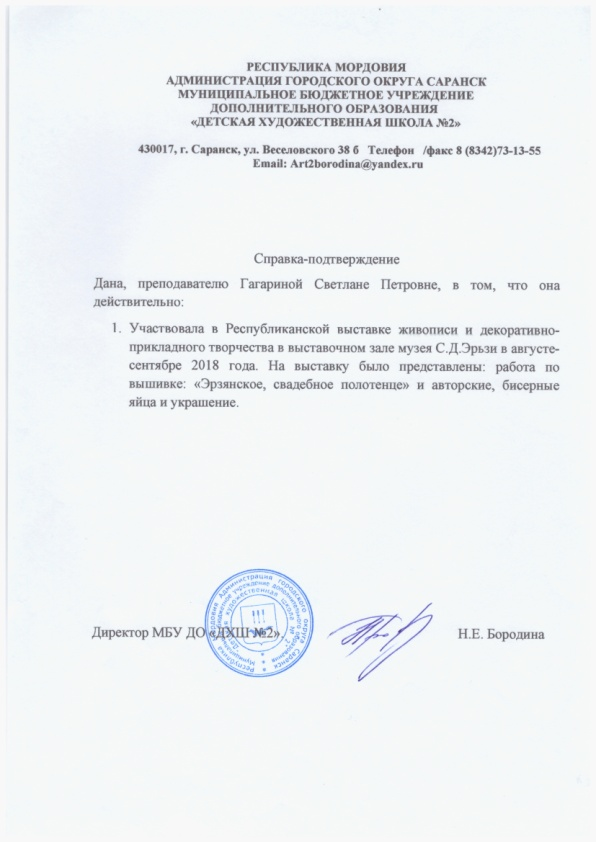 РЕСПУБЛИКА МОРДОВИЯ
АДМИНИСТРАЦИЯ ГОРОДСКОГО ОКРУГА САРАНСК
МУНИЦИПАЛЬНОЕ БЮДЖЕТНОЕ УЧРЕЖДЕНИЕ
ДОПОЛНИТЕЛЬНОГО ОБРАЗОВАНИЯ
«ДЕТСКАЯ ХУДОЖЕСТВЕННАЯ ШКОЛА №2»
430017, г. Саранск, ул. Веселовского 38 б Телефон /факс 8 (8342)73-13-55
Email: Art2borodina@yandex.ru
Справка-подтверждение
Дана, преподавателю Гагариной Светлане Петровне, в том, что она
действительно:
1. Участвовала в Республиканской выставке живописи и декоративно-
прикладного творчества в выставочном зале музея С.Д.Эрьзи в августе-
сентябре 2018 года. На выставку было представлены: работа по
вышивке: «Эрзянское, свадебное полотенце» и авторские, бисерные
яйца и украшение.
Директор МБУ ДО «ДХШ №2».
Н.Е. Бородина